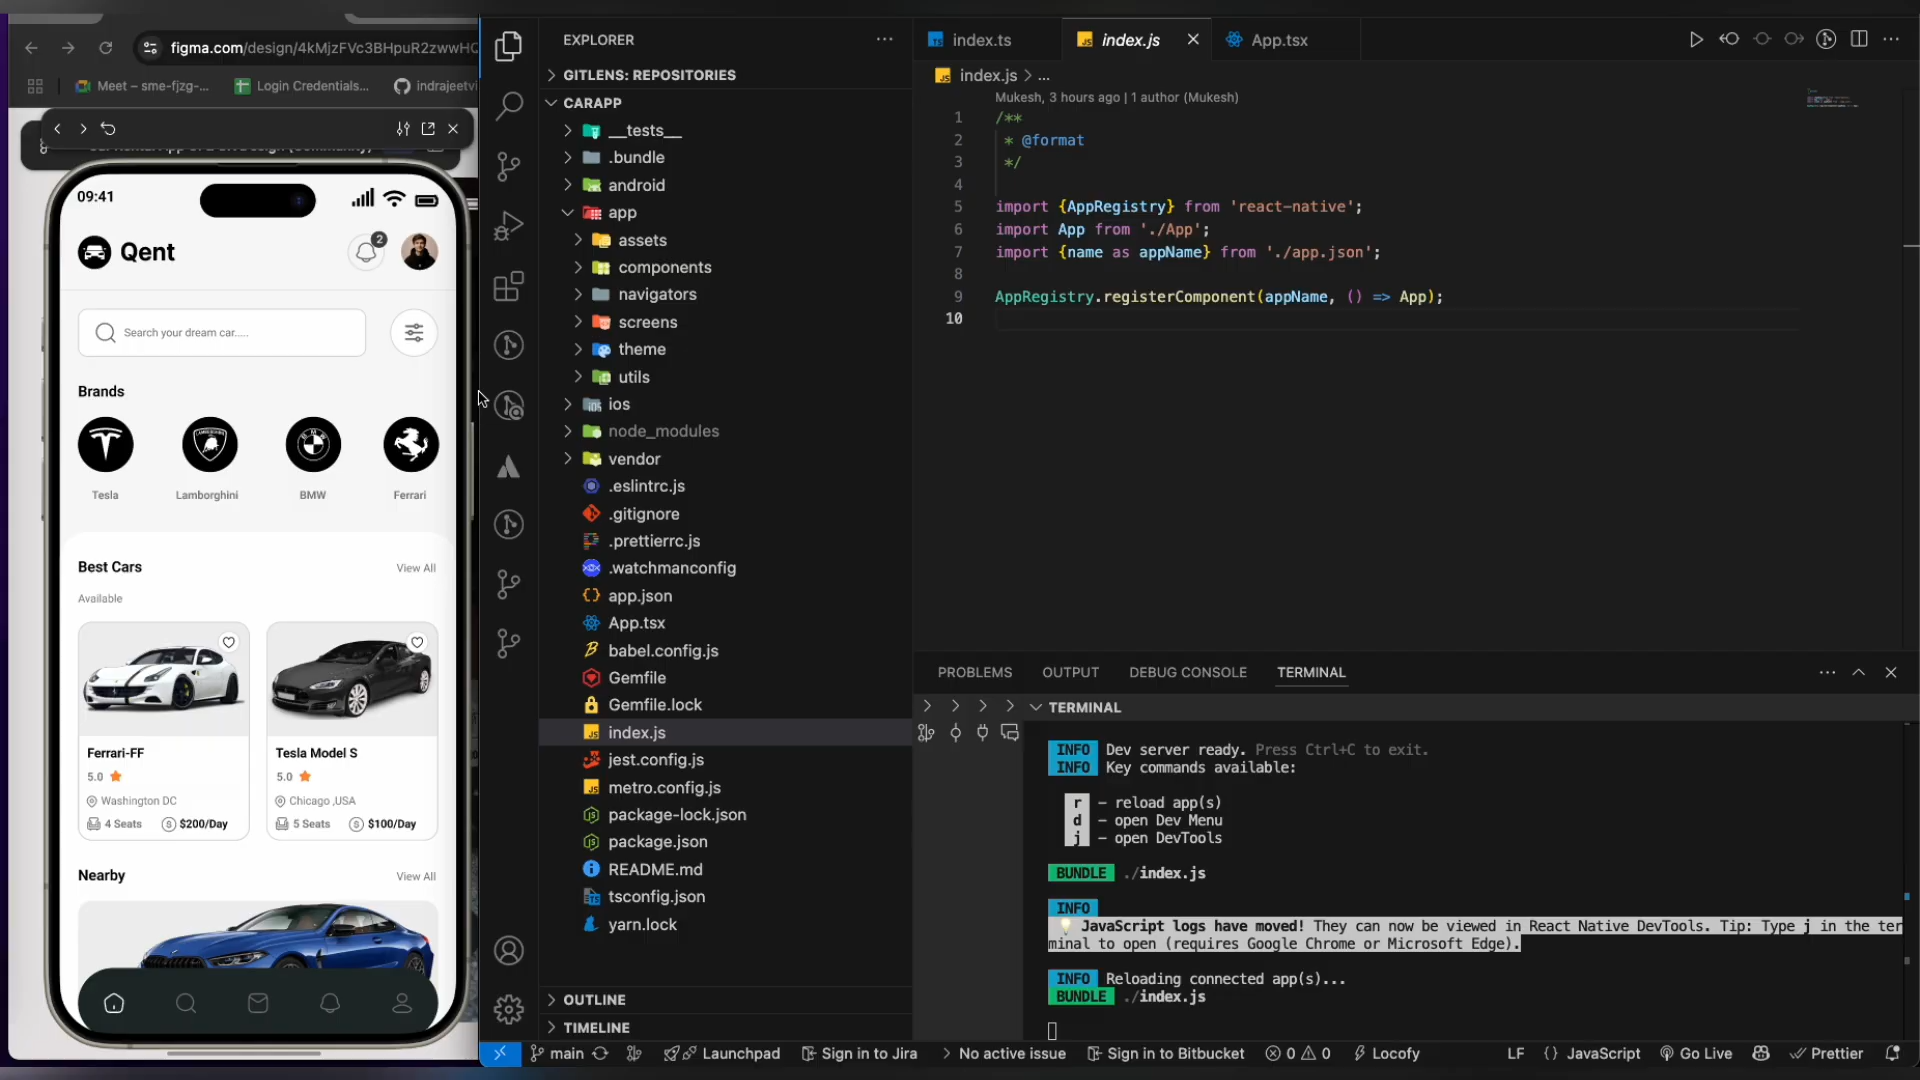 figma.com/design/4kMjzFVc3BHpuR2zwwHC
Meet – sme-fjzg-...
Login Credentials...
indrajeetvi
09:41
Qent
2
Search your dream car.....
Brands
Tesla
Lamborghini
BMW
Ferrari
Best Cars
View All
Available
Ferrari-FF
5.0
Washington DC
4 Seats
$200/Day
Tesla Model S
5.0
Chicago ,USA
5 Seats
$100/Day
Nearby
View All
EXPLORER
GITLENS: REPOSITORIES
CARAPP
__tests__
.bundle
android
app
assets
components
navigators
screens
theme
utils
ios
node_modules
vendor
.eslintrc.js
.gitignore
.prettierrc.js
.watchmanconfig
app.json
App.tsx
babel.config.js
Gemfile
Gemfile.lock
index.js
jest.config.js
metro.config.js
package-lock.json
package.json
README.md
tsconfig.json
yarn.lock
OUTLINE
TIMELINE
index.ts
index.js
App.tsx
index.js > ...
Mukesh, 3 hours ago | 1 author (Mukesh)
1 /**
2 * @format
3 */
4
5 import {AppRegistry} from 'react-native';
6 import App from './App';
7 import {name as appName} from './app.json';
8
9 AppRegistry.registerComponent(appName, () => App);
10
PROBLEMS OUTPUT DEBUG CONSOLE TERMINAL
TERMINAL
INFO Dev server ready. Press Ctrl+C to exit.
INFO Key commands available:
r – reload app(s)
d – open Dev Menu
j – open DevTools
BUNDLE ./index.js
INFO
JavaScript logs have moved! They can now be viewed in React Native DevTools. Tip: Type j in the ter
minal to open (requires Google Chrome or Microsoft Edge).
INFO Reloading connected app(s)...
BUNDLE ./index.js
main
Launchpad
Sign in to Jira
No active issue
Sign in to Bitbucket
0 0
Locofy
LF
{} JavaScript
Go Live
Prettier